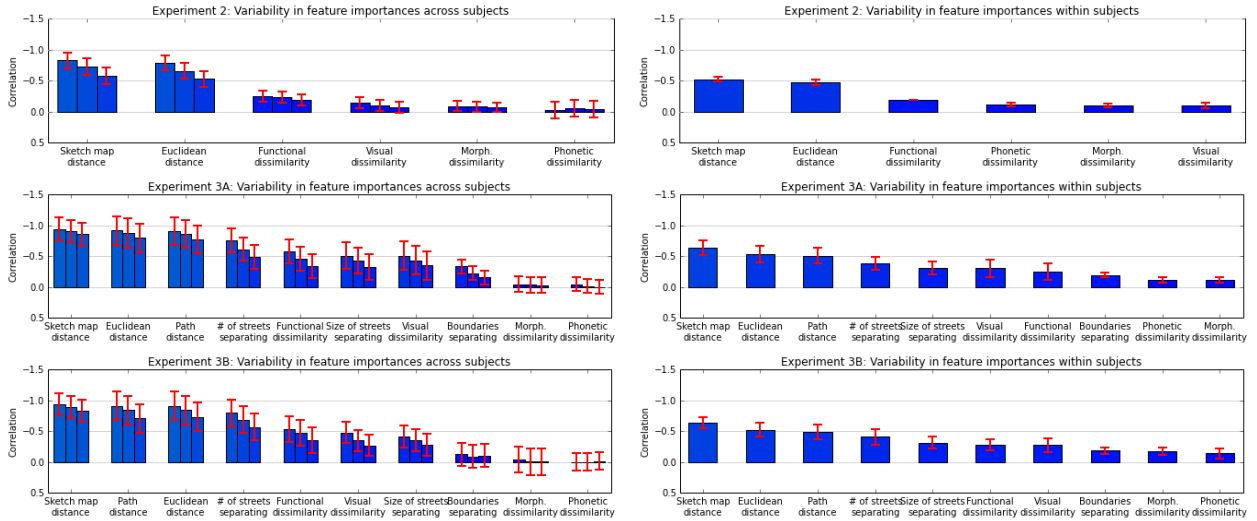 Experiment 2: Variability in feature importances across subjects
−1.5
−1.0
−0.5
0.0
0.5
Correlation
Sketch map distance
Euclidean distance
Functional dissimilarity
Visual dissimilarity
Morph. dissimilarity
Phonetic dissimilarity
Experiment 2: Variability in feature importances within subjects
−1.5
−1.0
−0.5
0.0
0.5
Correlation
Sketch map distance
Euclidean distance
Functional dissimilarity
Phonetic dissimilarity
Morph. dissimilarity
Visual dissimilarity
Experiment 3A: Variability in feature importances across subjects
−1.5
−1.0
−0.5
0.0
0.5
Correlation
Sketch map distance
Euclidean distance
Path distance
# of streets separating
Functional dissimilarity
Size of streets separating
Visual dissimilarity
Boundaries separating
Morph. dissimilarity
Phonetic dissimilarity
Experiment 3A: Variability in feature importances within subjects
−1.5
−1.0
−0.5
0.0
0.5
Correlation
Sketch map distance
Euclidean distance
Path distance
# of streets separating
Size of streets separating
Visual dissimilarity
Functional dissimilarity
Boundaries separating
Phonetic dissimilarity
Morph. dissimilarity
Experiment 3B: Variability in feature importances across subjects
−1.5
−1.0
−0.5
0.0
0.5
Correlation
Sketch map distance
Path distance
Euclidean distance
# of streets separating
Functional dissimilarity
Visual dissimilarity
Size of streets separating
Boundaries separating
Morph. dissimilarity
Phonetic dissimilarity
Experiment 3B: Variability in feature importances within subjects
−1.5
−1.0
−0.5
0.0
0.5
Correlation
Sketch map distance
Euclidean distance
Path distance
# of streets separating
Size of streets separating
Functional dissimilarity
Visual dissimilarity
Boundaries separating
Morph. dissimilarity
Phonetic dissimilarity